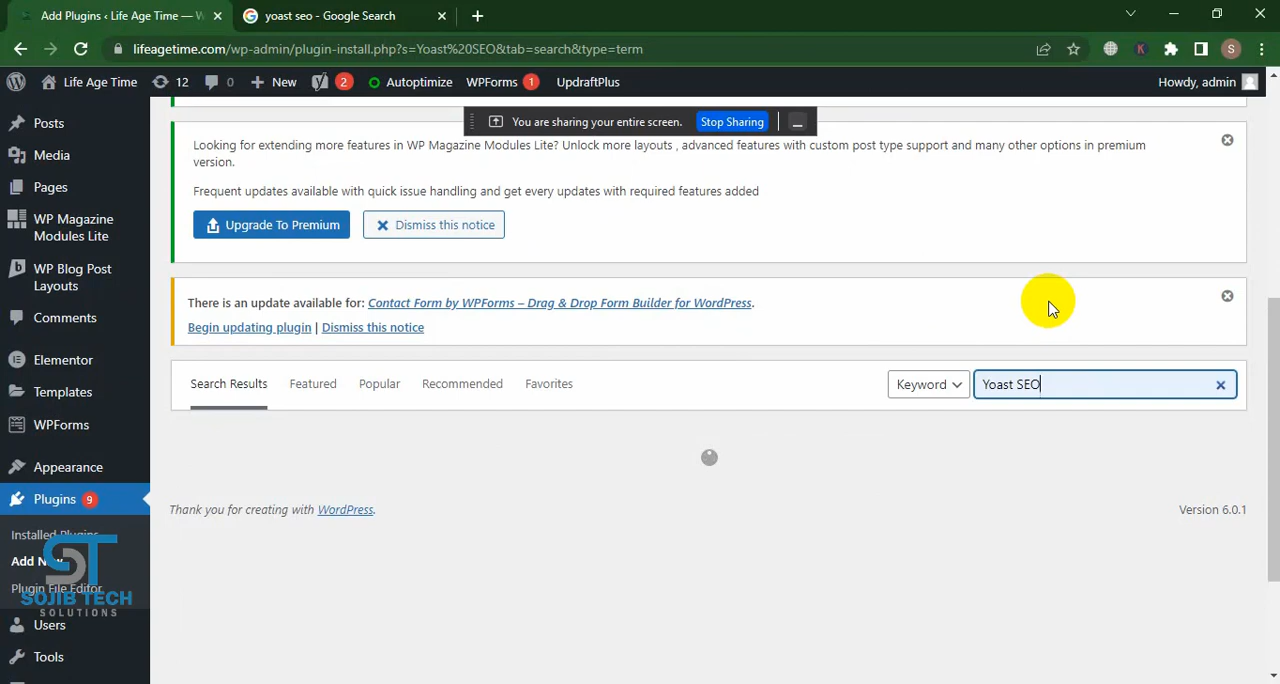 Add Plugins ‹ Life Age Time — W
yoast seo - Google Search
lifeagetime.com/wp-admin/plugin-install.php?s=Yoast%20SEO&tab=search&type=term
K
S
Life Age Time
12
0
New
2
Autoptimize
WPForms
1
UpdraftPlus
Howdy, admin
You are sharing your entire screen.
Stop Sharing
Posts
Media
Pages
WP Magazine
Modules Lite
WP Blog Post
Layouts
Comments
Elementor
Templates
WPForms
Appearance
Plugins 9
Installed Plugins
Add New
Plugin File Editor
Users
Tools
Looking for extending more features in WP Magazine Modules Lite? Unlock more layouts , advanced features with custom post type support and many other options in premium
version.
Frequent updates available with quick issue handling and get every updates with required features added
Upgrade To Premium
Dismiss this notice
There is an update available for: Contact Form by WPForms – Drag & Drop Form Builder for WordPress.
Begin updating plugin | Dismiss this notice
Search Results
Featured
Popular
Recommended
Favorites
Keyword
Yoast SEO
Thank you for creating with WordPress.
Version 6.0.1
ST
SOJIB TECH
SOLUTIONS